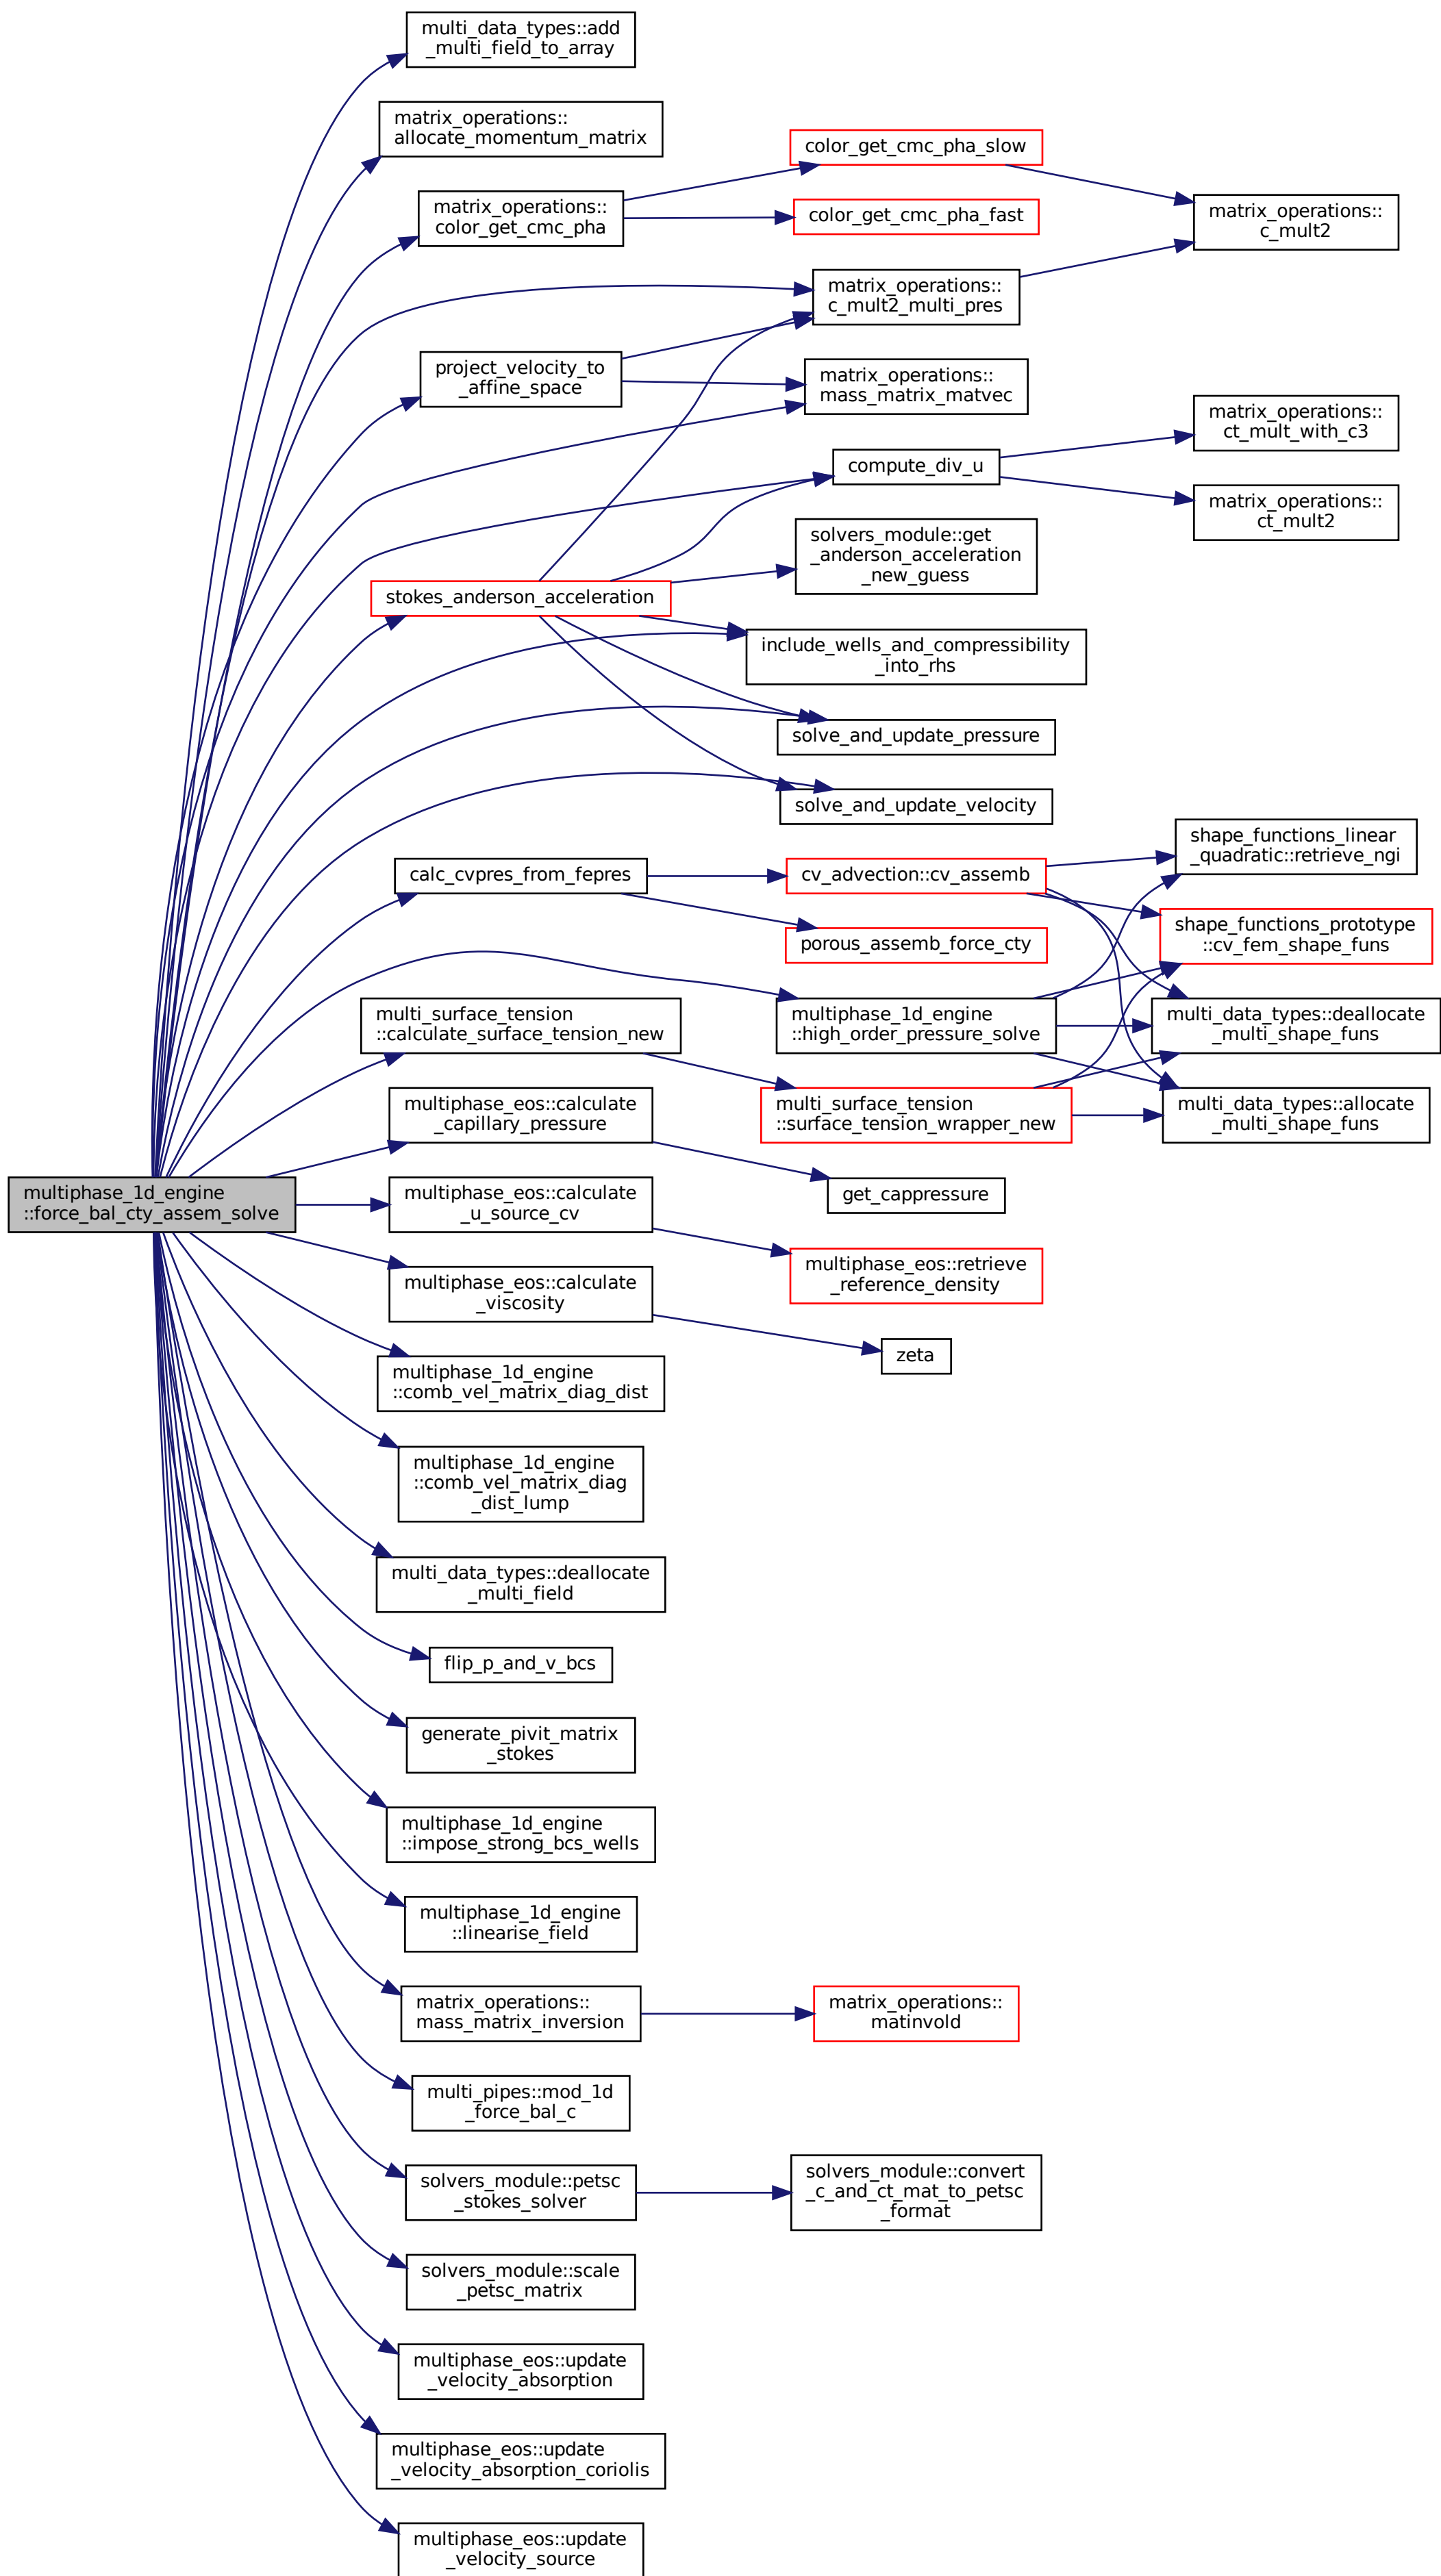 multi_data_types::add
_multi_field_to_array
matrix_operations::
allocate_momentum_matrix
color_get_cmc_pha_slow
matrix_operations::
color_get_cmc_pha
color_get_cmc_pha_fast
matrix_operations::
c_mult2
matrix_operations::
c_mult2_multi_pres
project_velocity_to
_affine_space
matrix_operations::
mass_matrix_matvec
matrix_operations::
ct_mult_with_c3
compute_div_u
matrix_operations::
ct_mult2
solvers_module::get
_anderson_acceleration
_new_guess
stokes_anderson_acceleration
include_wells_and_compressibility
_into_rhs
solve_and_update_pressure
solve_and_update_velocity
shape_functions_linear
_quadratic::retrieve_ngi
calc_cvpres_from_fepres
cv_advection::cv_assemb
shape_functions_prototype
::cv_fem_shape_funs
porous_assemb_force_cty
multi_surface_tension
::calculate_surface_tension_new
multiphase_1d_engine
::high_order_pressure_solve
multi_data_types::deallocate
_multi_shape_funs
multiphase_eos::calculate
_capillary_pressure
multi_surface_tension
::surface_tension_wrapper_new
multi_data_types::allocate
_multi_shape_funs
multiphase_1d_engine
::force_bal_cty_assem_solve
multiphase_eos::calculate
_u_source_cv
get_cappressure
multiphase_eos::calculate
_viscosity
multiphase_eos::retrieve
_reference_density
zeta
multiphase_1d_engine
::comb_vel_matrix_diag_dist
multiphase_1d_engine
::comb_vel_matrix_diag
_dist_lump
multi_data_types::deallocate
_multi_field
flip_p_and_v_bcs
generate_pivit_matrix
_stokes
multiphase_1d_engine
::impose_strong_bcs_wells
multiphase_1d_engine
::linearise_field
matrix_operations::
mass_matrix_inversion
matrix_operations::
matinvold
multi_pipes::mod_1d
_force_bal_c
solvers_module::petsc
_stokes_solver
solvers_module::convert
_c_and_ct_mat_to_petsc
_format
solvers_module::scale
_petsc_matrix
multiphase_eos::update
_velocity_absorption
multiphase_eos::update
_velocity_absorption_coriolis
multiphase_eos::update
_velocity_source